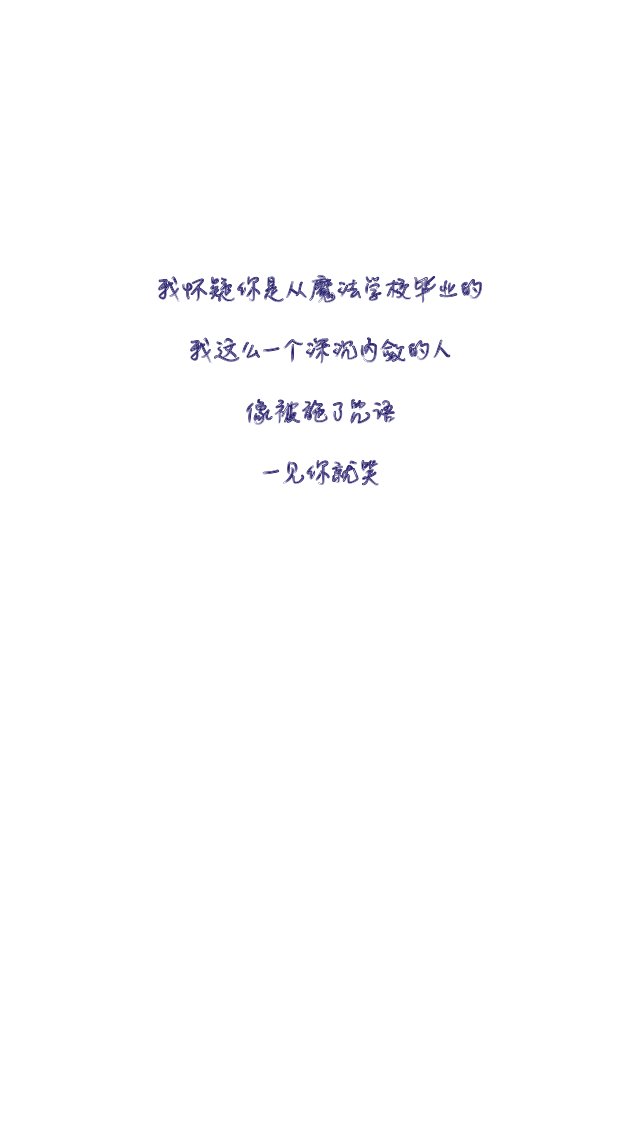 我怀疑你是从魔法学校毕业的
我这么一个深沉内敛的人
像被施了咒语
一见你就笑